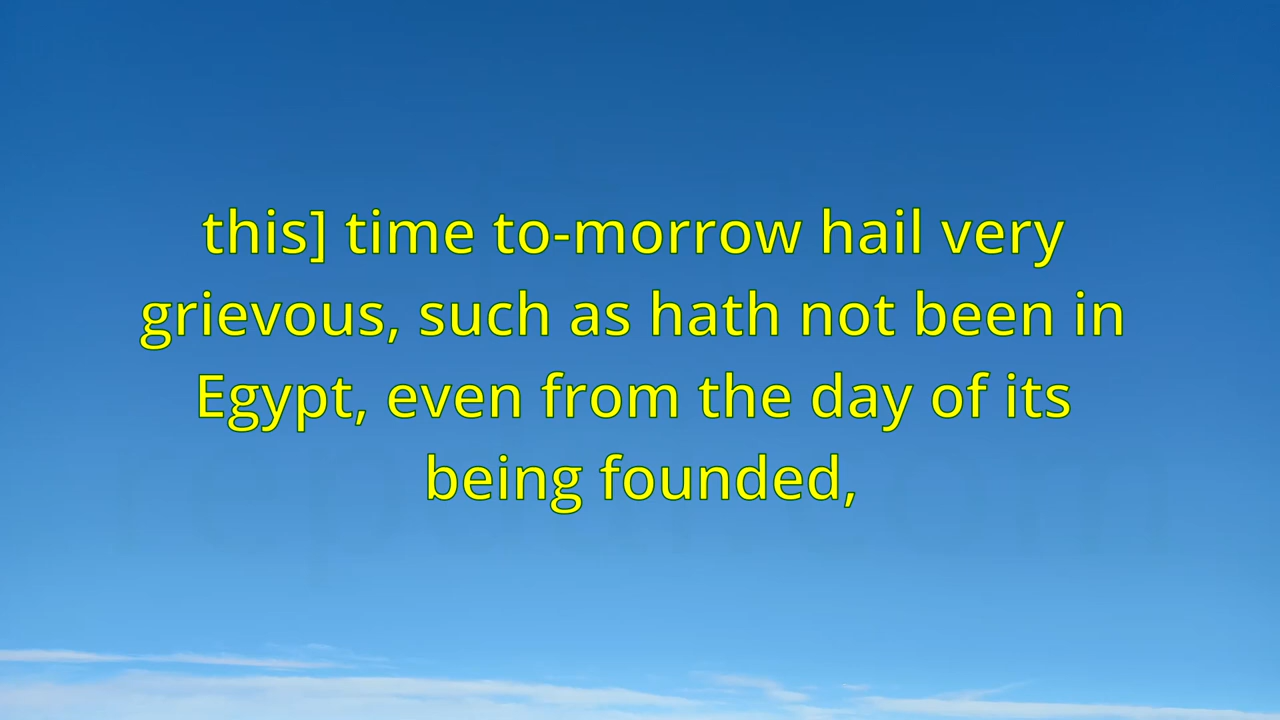 this] time to-morrow hail very
grievous, such as hath not been in
Egypt, even from the day of its
being founded,